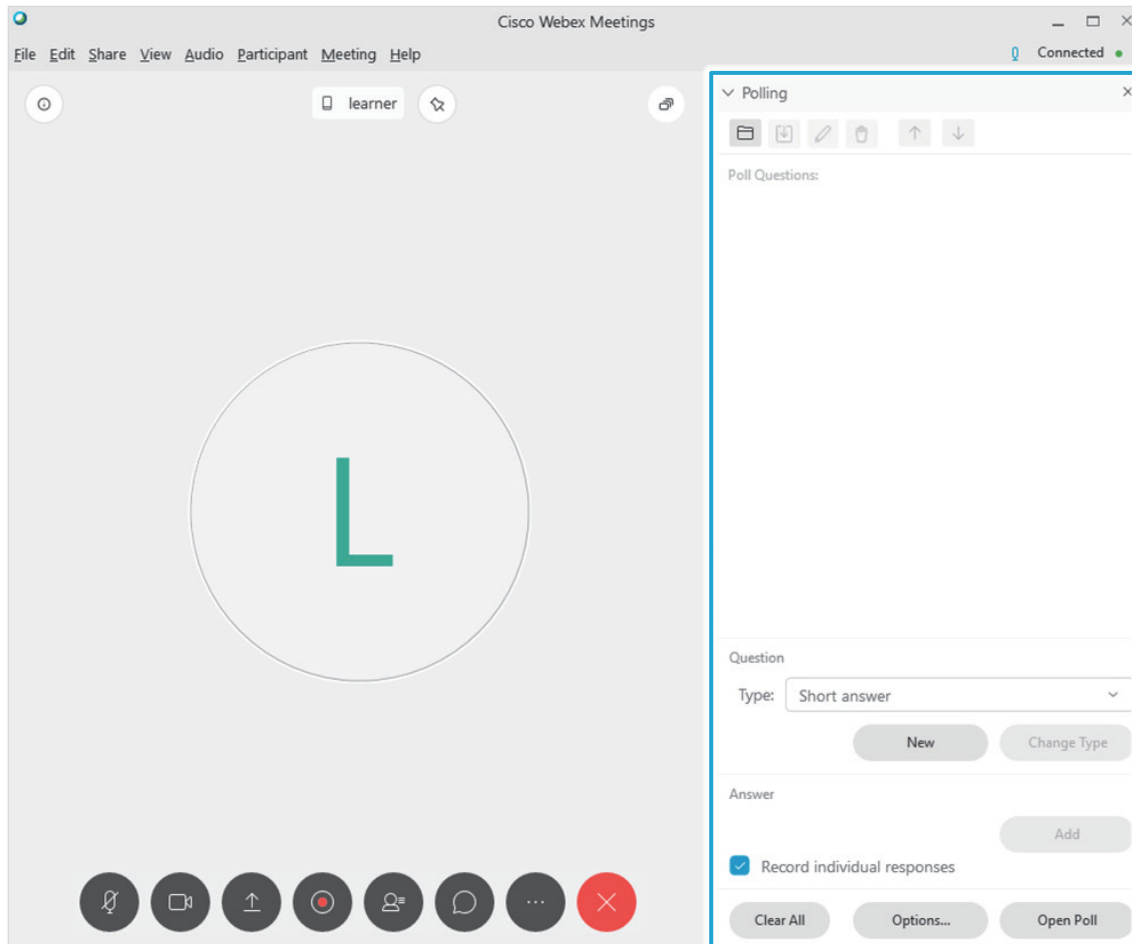 Cisco Webex Meetings
File Edit Share View Audio Participant Meeting Help
Connected
learner
Polling
Poll Questions:
L
Question
Type: Short answer
New Change Type
Answer
Add
Record individual responses
Clear All Options... Open Poll